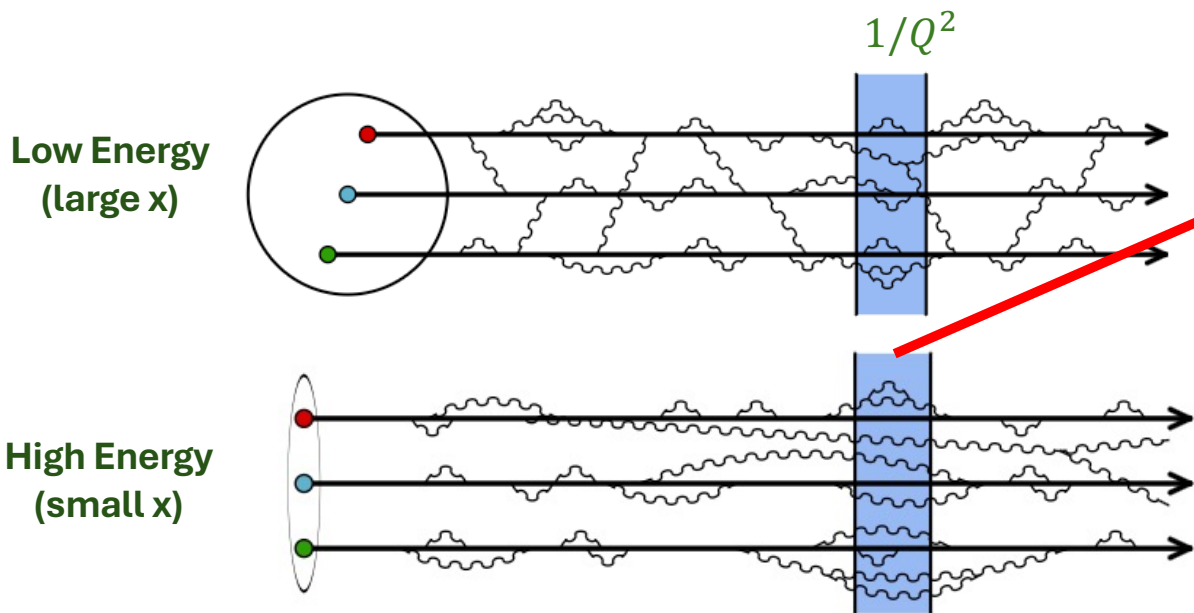 1/Q²
Low Energy
(large x)
High Energy
(small x)